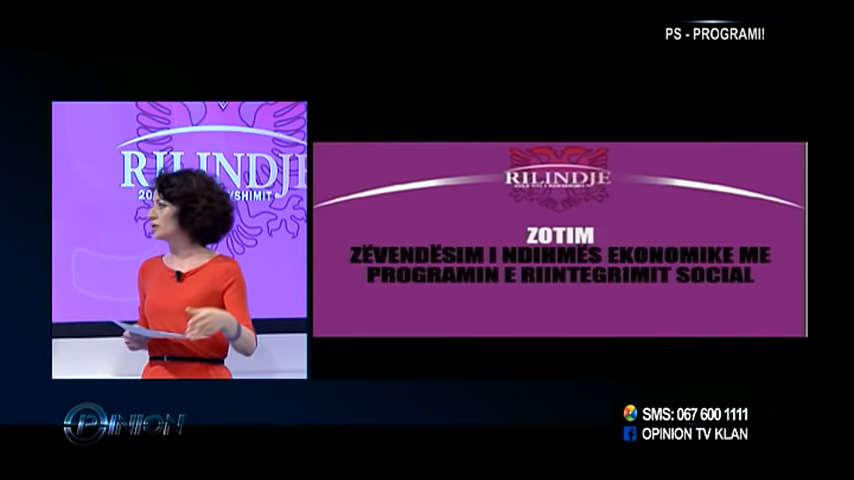 PS - PROGRAMI!
RILINDJE
RILINDJE
ZOTIM
ZËVENDËSIM I NDIHMËS EKONOMIKE ME
PROGRAMIN E RIINTEGRIMIT SOCIAL
OPINION
SMS: 067 600 1111
OPINION TV KLAN